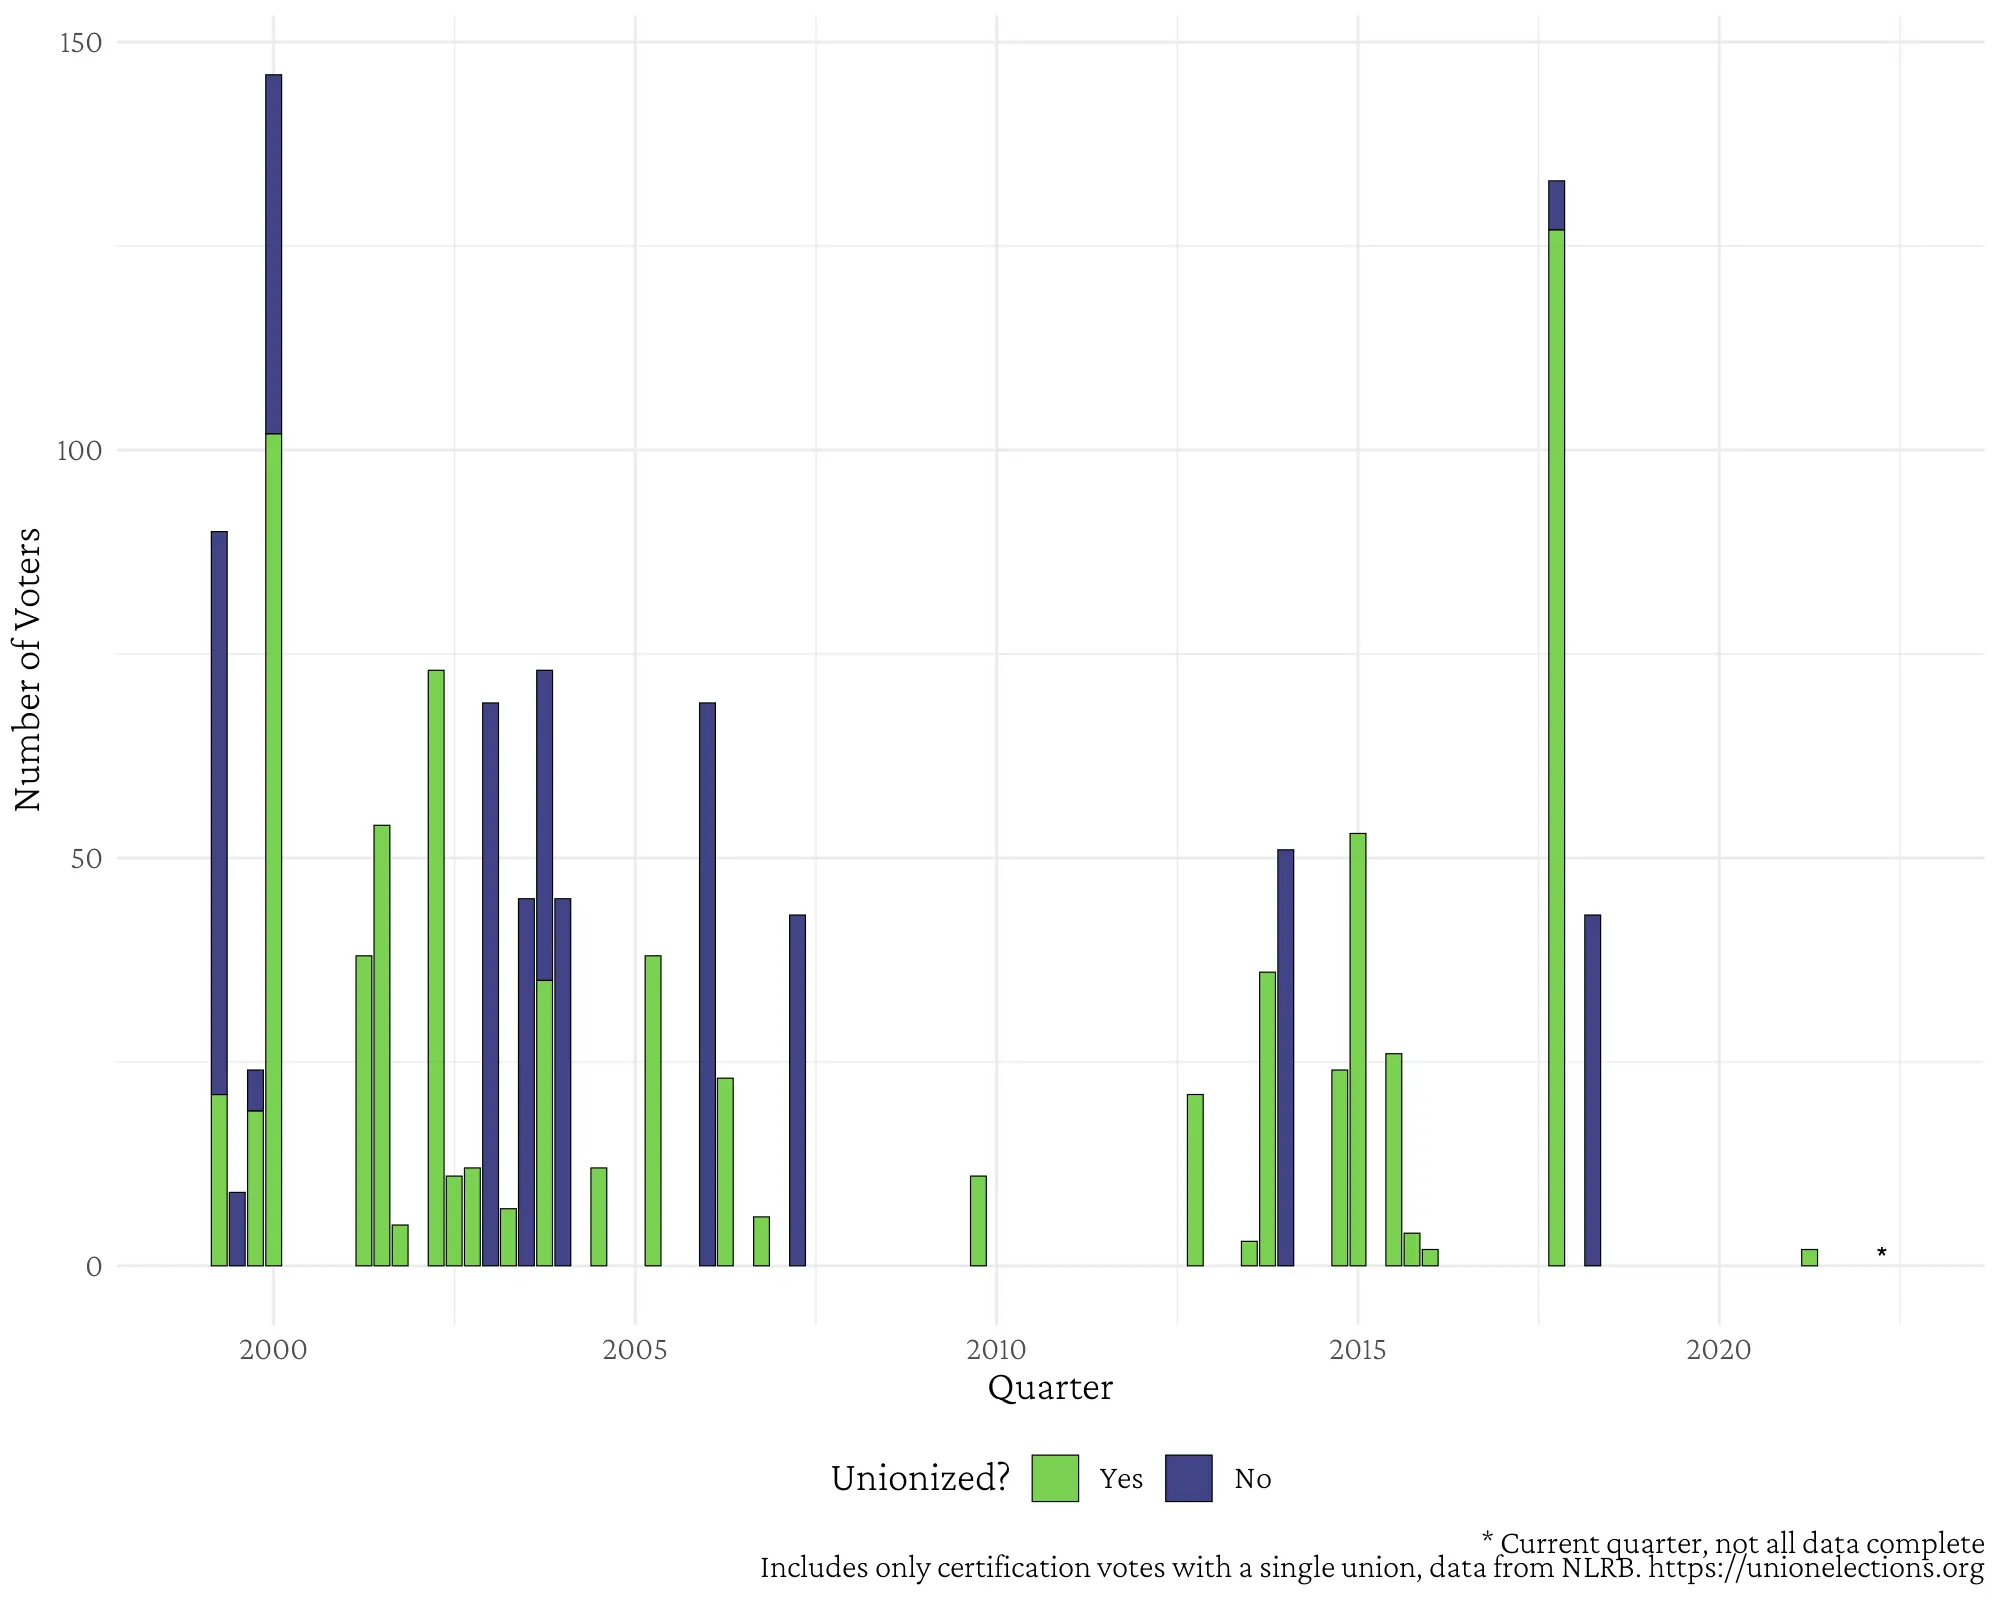 150
100
50
0
Number of Voters
2000 2005 2010 2015 2020
*
Quarter
Unionized? Yes No
* Current quarter, not all data complete
Includes only certification votes with a single union, data from NLRB. https://unionelections.org